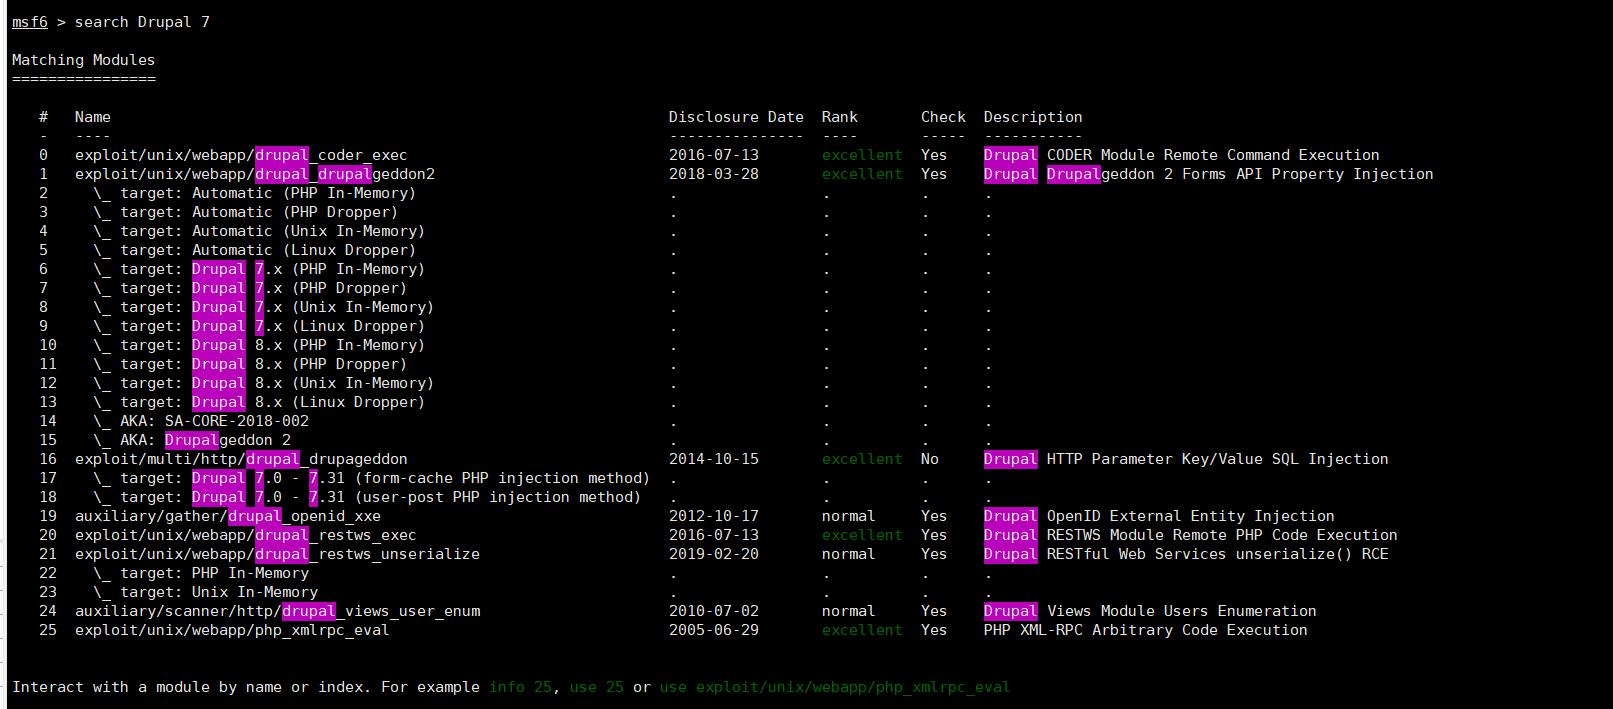 msf6 > search Drupal 7
Matching Modules
================
#   Name   Disclosure Date   Rank   Check   Description
-   ----   ---------------   ----   -----   -----------
0   exploit/unix/webapp/drupal_coder_exec   2016-07-13   excellent   Yes   Drupal CODER Module Remote Command Execution
1   exploit/unix/webapp/drupal_drupalgeddon2   2018-03-28   excellent   Yes   Drupal Drupalgeddon 2 Forms API Property Injection
2   \_ target: Automatic (PHP In-Memory)   .   .   .   .
3   \_ target: Automatic (PHP Dropper)   .   .   .   .
4   \_ target: Automatic (Unix In-Memory)   .   .   .   .
5   \_ target: Automatic (Linux Dropper)   .   .   .   .
6   \_ target: Drupal 7.x (PHP In-Memory)   .   .   .   .
7   \_ target: Drupal 7.x (PHP Dropper)   .   .   .   .
8   \_ target: Drupal 7.x (Unix In-Memory)   .   .   .   .
9   \_ target: Drupal 7.x (Linux Dropper)   .   .   .   .
10   \_ target: Drupal 8.x (PHP In-Memory)   .   .   .   .
11   \_ target: Drupal 8.x (PHP Dropper)   .   .   .   .
12   \_ target: Drupal 8.x (Unix In-Memory)   .   .   .   .
13   \_ target: Drupal 8.x (Linux Dropper)   .   .   .   .
14   \_ AKA: SA-CORE-2018-002   .   .   .   .
15   \_ AKA: Drupalgeddon 2   .   .   .   .
16   exploit/multi/http/drupal_drupageddon   2014-10-15   excellent   No   Drupal HTTP Parameter Key/Value SQL Injection
17   \_ target: Drupal 7.0 - 7.31 (form-cache PHP injection method)   .   .   .   .
18   \_ target: Drupal 7.0 - 7.31 (user-post PHP injection method)   .   .   .   .
19   auxiliary/gather/drupal_openid_xxe   2012-10-17   normal   Yes   Drupal OpenID External Entity Injection
20   exploit/unix/webapp/drupal_restws_exec   2016-07-13   excellent   Yes   Drupal RESTWS Module Remote PHP Code Execution
21   exploit/unix/webapp/drupal_restws_unserialize   2019-02-20   normal   Yes   Drupal RESTful Web Services unserialize() RCE
22   \_ target: PHP In-Memory   .   .   .   .
23   \_ target: Unix In-Memory   .   .   .   .
24   auxiliary/scanner/http/drupal_views_user_enum   2010-07-02   normal   Yes   Drupal Views Module Users Enumeration
25   exploit/unix/webapp/php_xmlrpc_eval   2005-06-29   excellent   Yes   PHP XML-RPC Arbitrary Code Execution
Interact with a module by name or index. For example info 25, use 25 or use exploit/unix/webapp/php_xmlrpc_eval